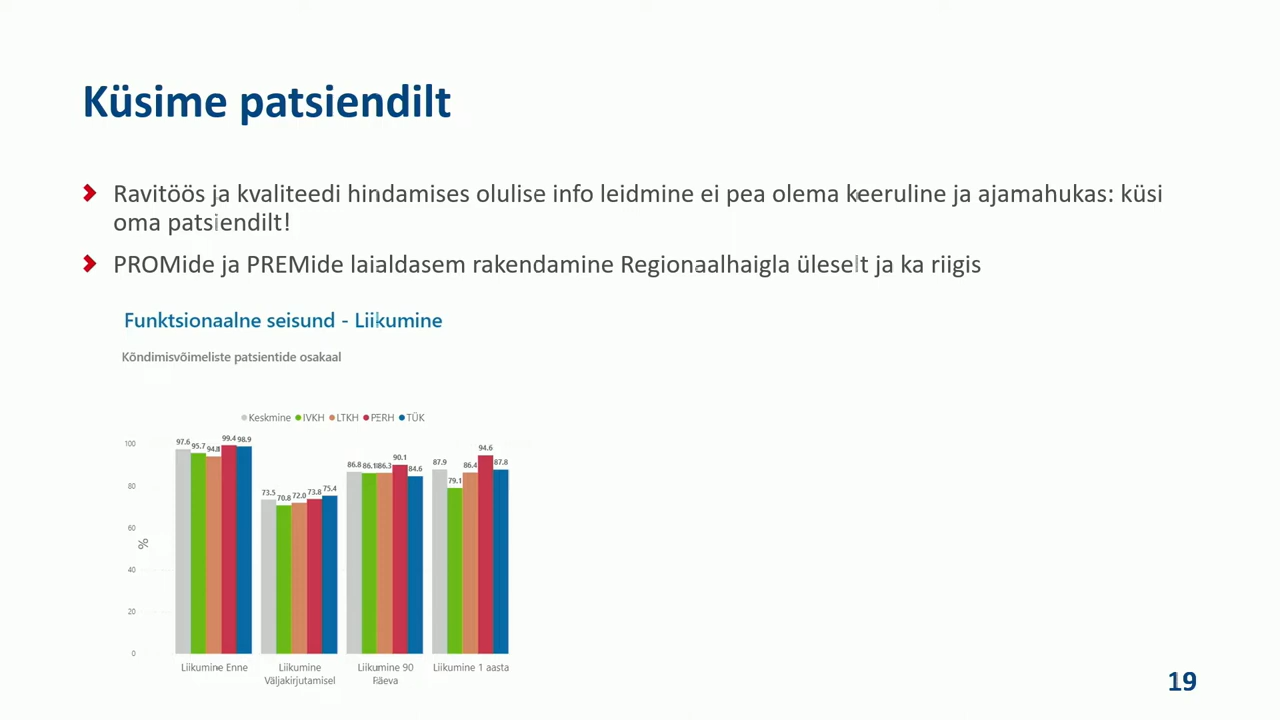 Küsime patsiendilt
Ravitöös ja kvaliteedi hindamises olulise info leidmine ei pea olema keeruline ja ajamahukas: küsi
oma patsiendilt!
PROMide ja PREMide laialdasem rakendamine Regionaalhaigla üleselt ja ka riigis
Funktsionaalne seisund - Liikumine
Kõndimisvõimeliste patsientide osakaal
Keskmine IVKH LTKH PERH TÜK
97.6 95.7 94.1 99.4 98.9
73.5 70.8 72.0 73.8 75.4
86.8 86.1 86.3 90.1 84.6
87.9 79.1 86.4 94.6 87.8
100
80
60
%
40
20
0
Liikumine Enne
Liikumine
Väljakirjutamisel
Liikumine 90
Päeva
Liikumine 1 aasta
19